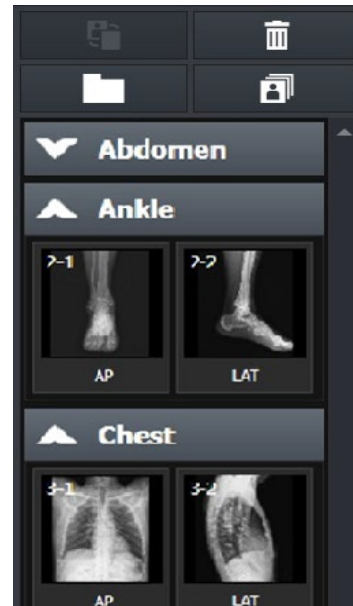 Abdomen
Ankle
2-1 2-2
AP LAT
Chest
3-1 3-2
AP LAT